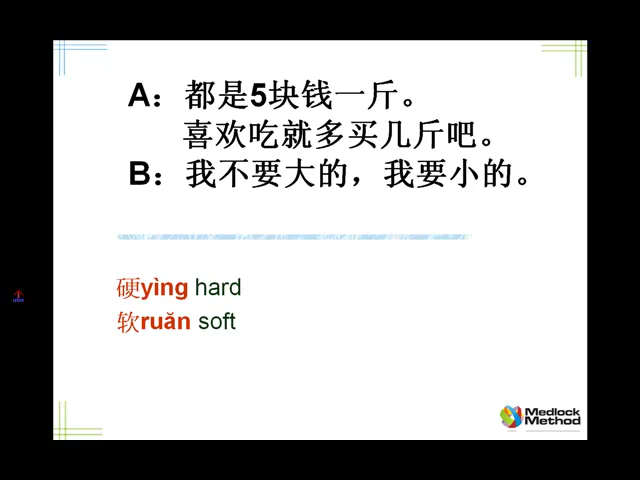 A：都是5块钱一斤。
喜欢吃就多买几斤吧。
B：我不要大的，我要小的。
硬yìng hard
软ruǎn soft
Medlock
Method